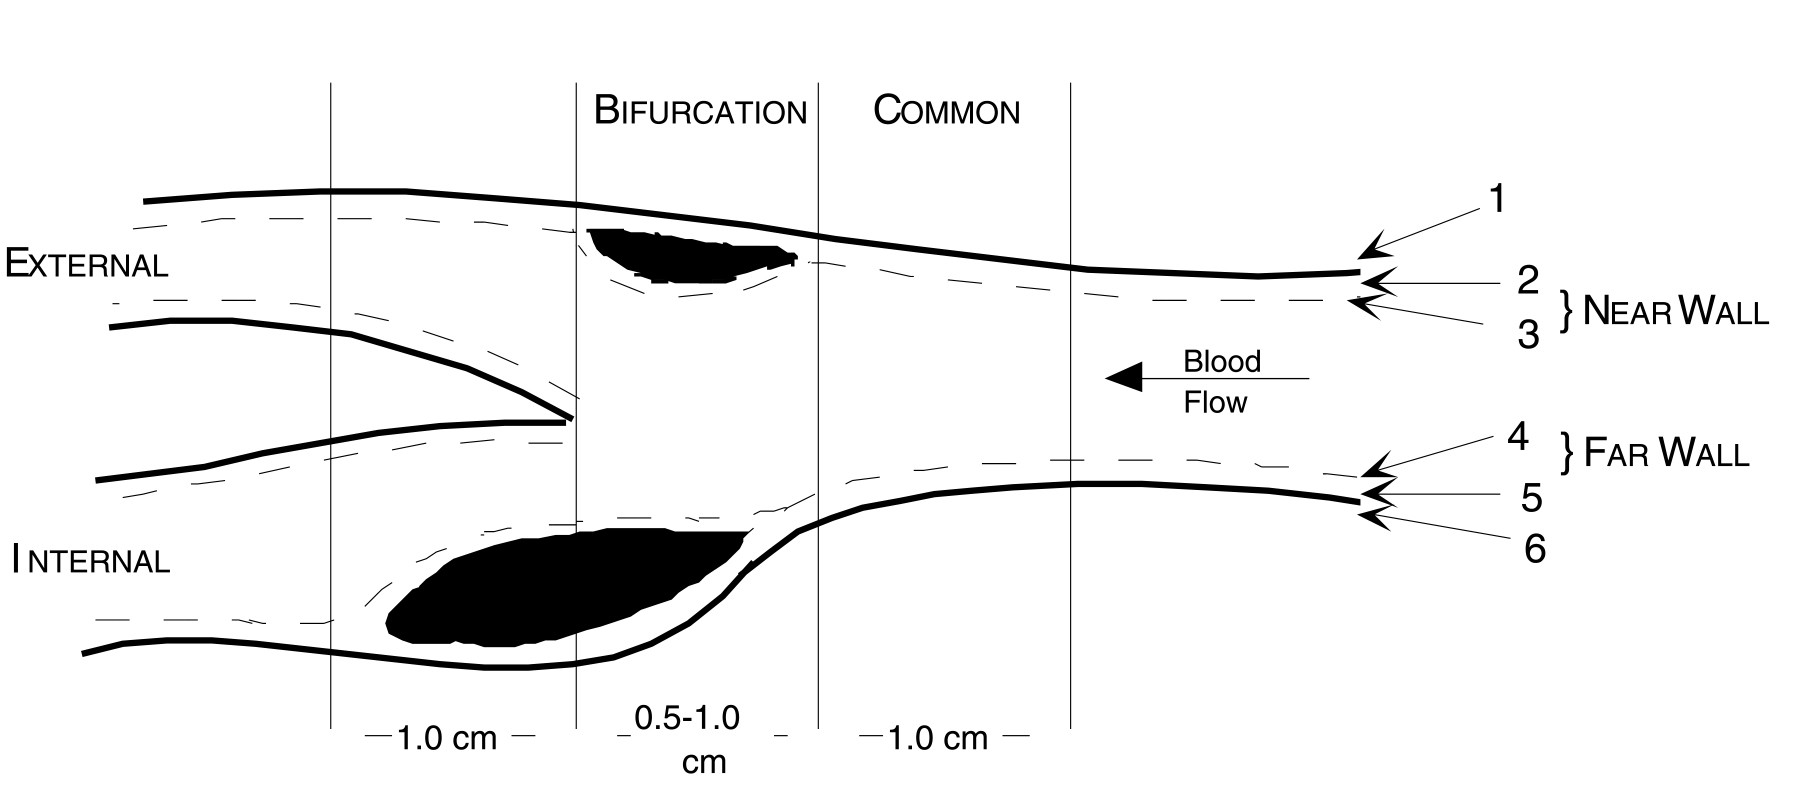 BIFURCATION
COMMON
1
EXTERNAL
2
3
} NEAR WALL
Blood
Flow
4
} FAR WALL
5
6
INTERNAL
1.0 cm
0.5-1.0
cm
1.0 cm